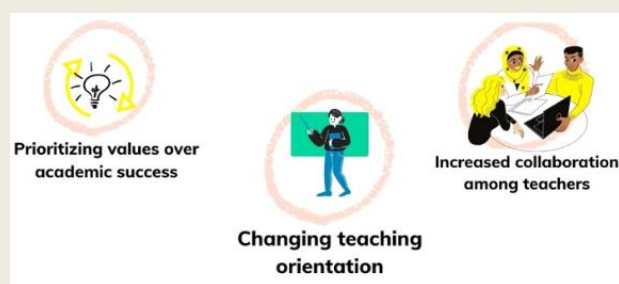 Prioritizing values over
academic success
Changing teaching
orientation
Increased collaboration
among teachers